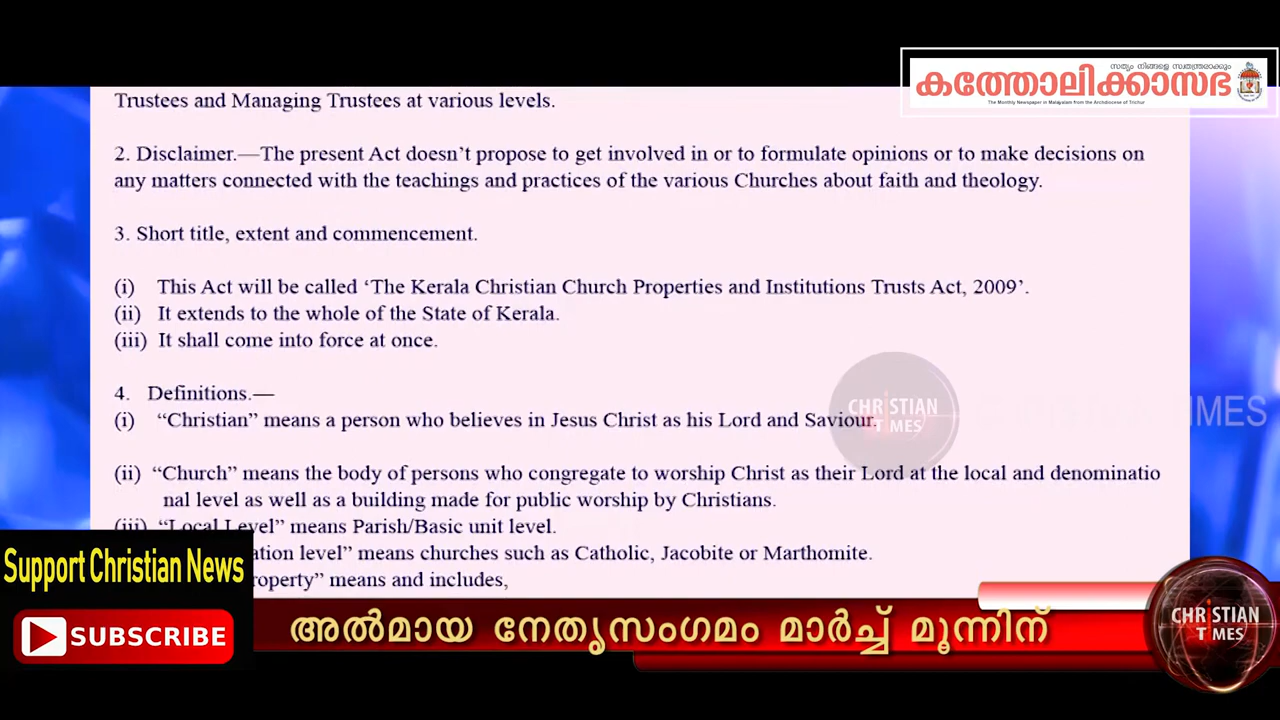 സത്യം നിങ്ങളെ സ്വതന്ത്രരാക്കും
കത്തോലിക്കാസഭ
The Monthly Newspaper in Malayalam from the Archdiocese of Trichur
Trustees and Managing Trustees at various levels.
2. Disclaimer.—The present Act doesn’t propose to get involved in or to formulate opinions or to make decisions on
any matters connected with the teachings and practices of the various Churches about faith and theology.
3. Short title, extent and commencement.
(i) This Act will be called ‘The Kerala Christian Church Properties and Institutions Trusts Act, 2009’.
(ii) It extends to the whole of the State of Kerala.
(iii) It shall come into force at once.
4. Definitions.—
(i) “Christian” means a person who believes in Jesus Christ as his Lord and Saviour.
CHRISTIAN
TIMES
CHRISTIAN TIMES
(ii) “Church” means the body of persons who congregate to worship Christ as their Lord at the local and denominatio
nal level as well as a building made for public worship by Christians.
(iii) “Local Level” means Parish/Basic unit level.
ation level” means churches such as Catholic, Jacobite or Marthomite.
roperty” means and includes,
Support Christian News
SUBSCRIBE
അൽമായ നേതൃസംഗമം മാർച്ച് മൂന്നിന്
CHRISTIAN
TIMES